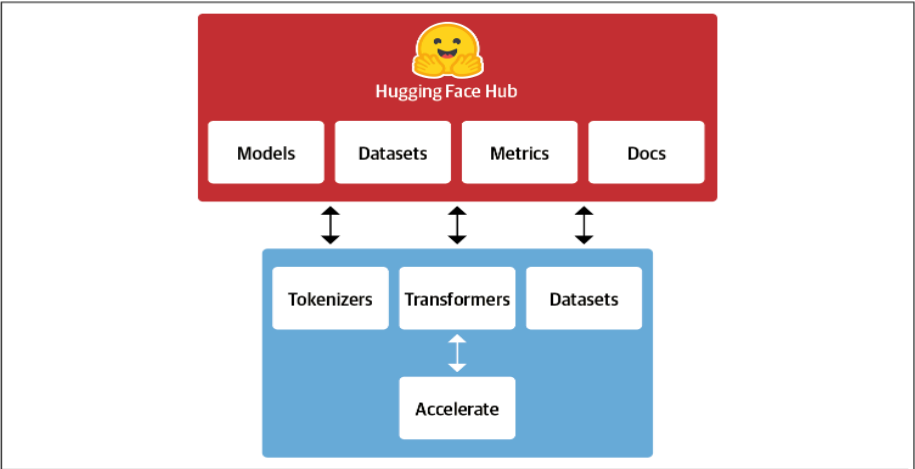 Hugging Face Hub
Models Datasets Metrics Docs
Tokenizers Transformers Datasets
Accelerate